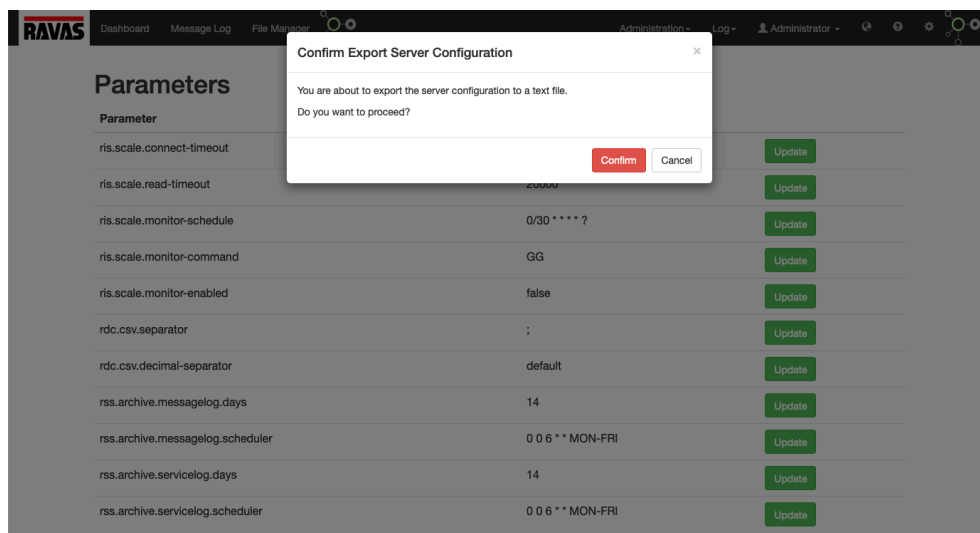 RAVAS
Dashboard Message Log File Manager Administration Log Administrator
Confirm Export Server Configuration ×
You are about to export the server configuration to a text file.
Do you want to proceed?
Confirm Cancel
Parameters
Parameter
ris.scale.connect-timeout Update
ris.scale.read-timeout 20000 Update
ris.scale.monitor-schedule 0/30 * * * * ? Update
ris.scale.monitor-command GG Update
ris.scale.monitor-enabled false Update
rdc.csv.separator ; Update
rdc.csv.decimal-separator default Update
rss.archive.messagelog.days 14 Update
rss.archive.messagelog.scheduler 0 0 6 * * MON-FRI Update
rss.archive.servicelog.days 14 Update
rss.archive.servicelog.scheduler 0 0 6 * * MON-FRI Update